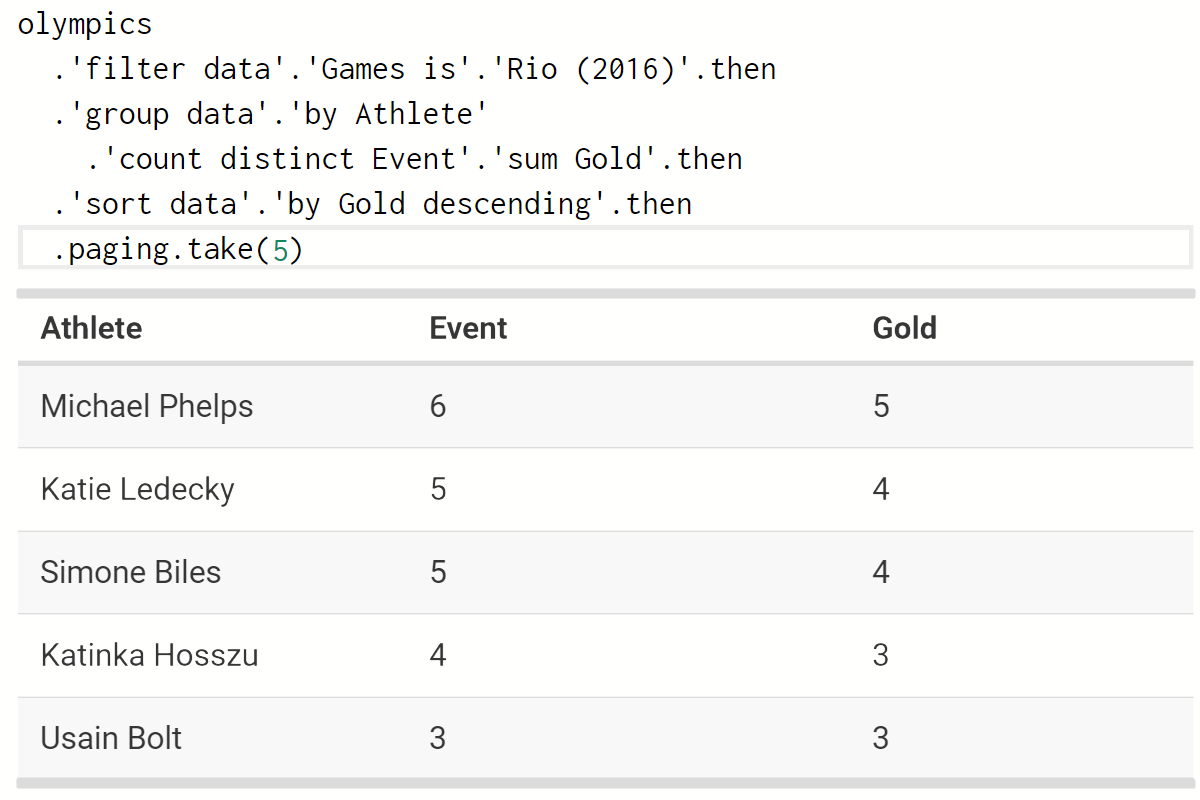 olympics
.'filter data'.'Games is'.'Rio (2016)'.then
.'group data'.'by Athlete'
.'count distinct Event'.'sum Gold'.then
.'sort data'.'by Gold descending'.then
.paging.take(5)
Athlete Event Gold
Michael Phelps 6 5
Katie Ledecky 5 4
Simone Biles 5 4
Katinka Hosszu 4 3
Usain Bolt 3 3